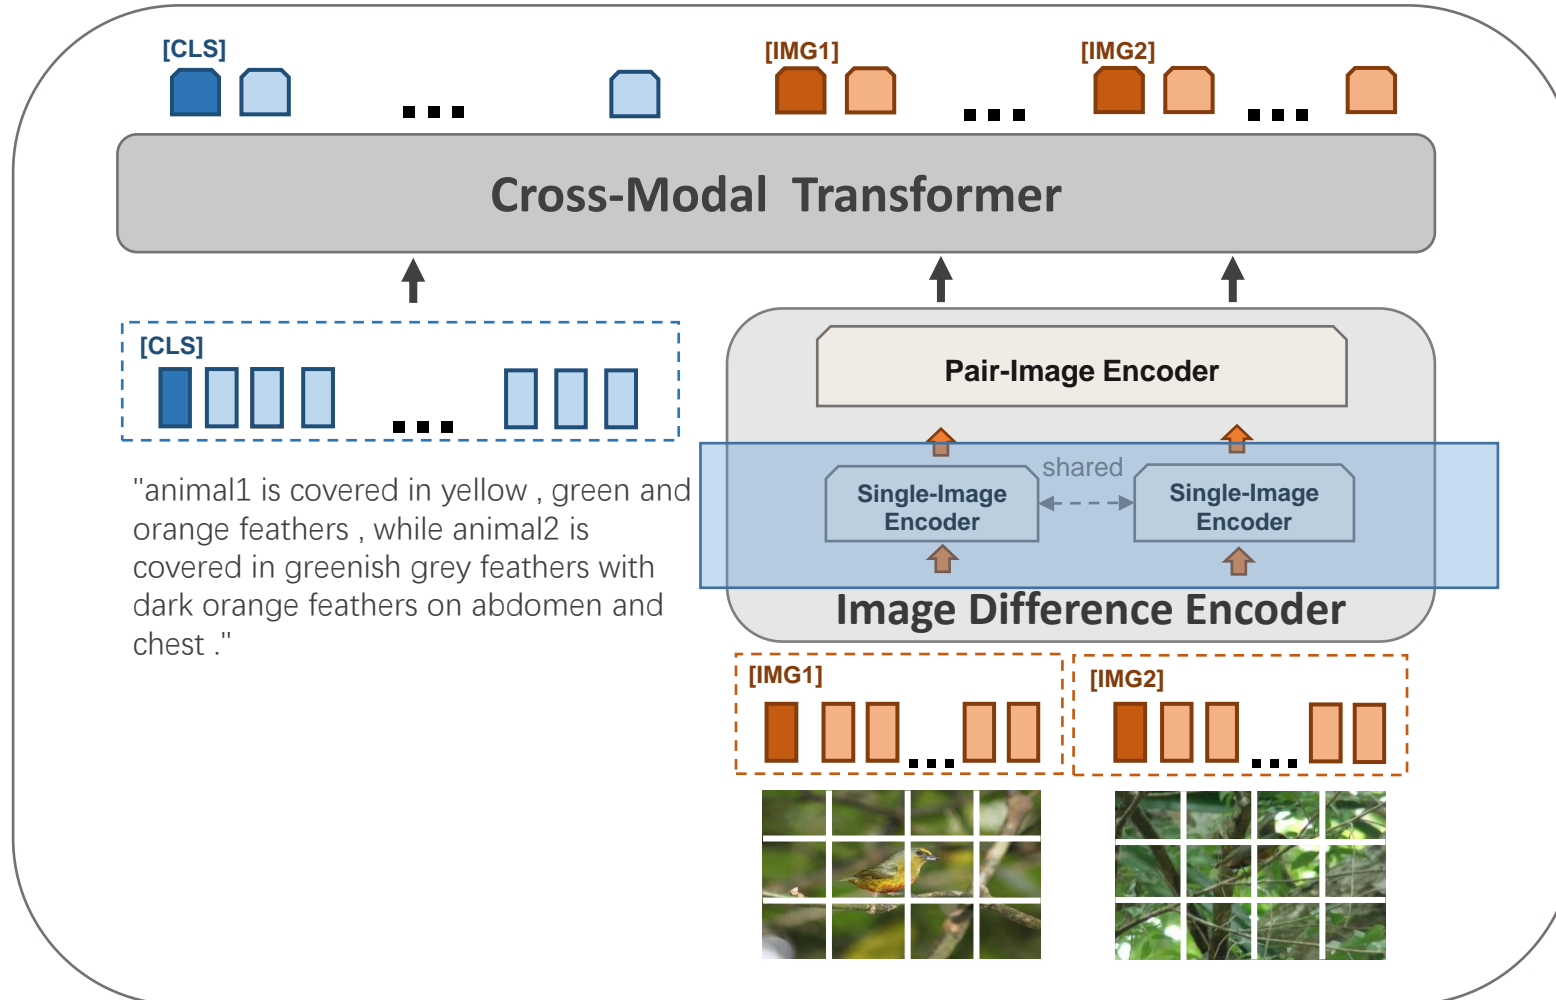 [CLS]
[IMG1]
[IMG2]
Cross-Modal Transformer
[CLS]
Pair-Image Encoder
shared
Single-Image
Encoder
Single-Image
Encoder
"animal1 is covered in yellow , green and
orange feathers , while animal2 is
covered in greenish grey feathers with
dark orange feathers on abdomen and
chest ."
Image Difference Encoder
[IMG1]
[IMG2]